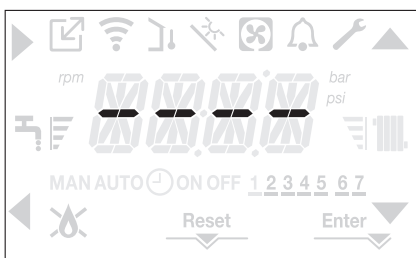 rpm bar
psi
- - - -
MAN AUTO ON OFF 1 2 3 4 5 6 7
Reset Enter